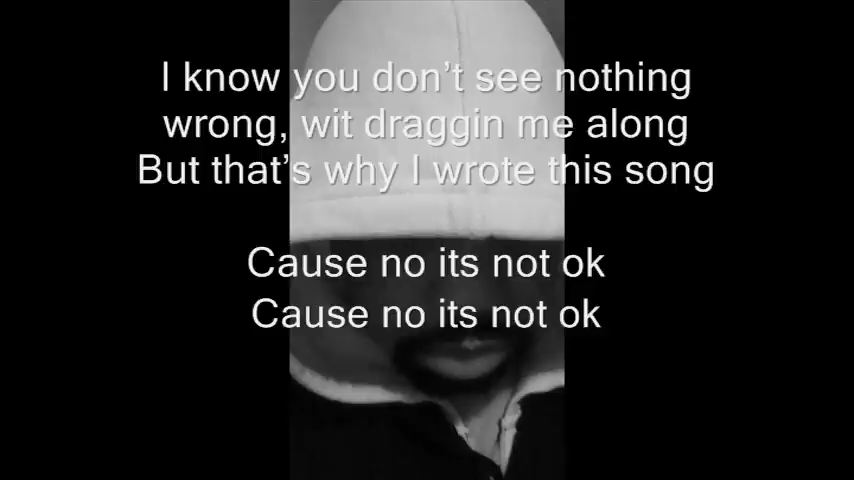 I know you don’t see nothing
wrong, wit draggin me along
But that’s why I wrote this song
Cause no its not ok
Cause no its not ok